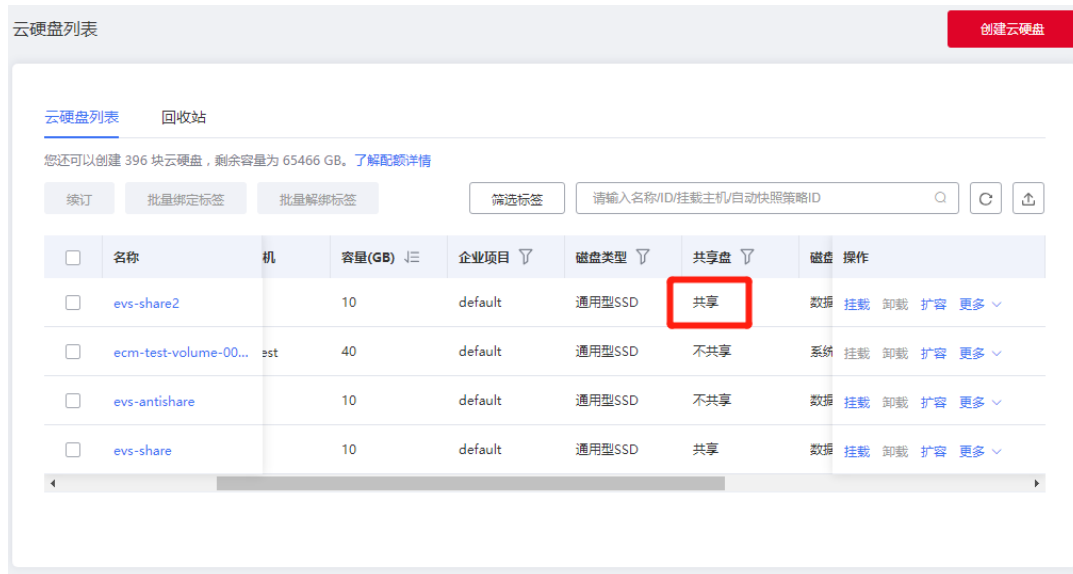 云硬盘列表 创建云硬盘
云硬盘列表 回收站
您还可以创建 396 块云硬盘，剩余容量为 65466 GB。了解配额详情
续订 批量绑定标签 批量解绑标签 筛选标签 请输入名称/ID/挂载主机/自动快照策略ID
名称 机 容量(GB) 企业项目 磁盘类型 共享盘 磁盘 操作
evs-share2 10 default 通用型SSD 共享 数据 挂载 卸载 扩容 更多
ecm-test-volume-00... est 40 default 通用型SSD 不共享 系统 挂载 卸载 扩容 更多
evs-antishare 10 default 通用型SSD 不共享 数据 挂载 卸载 扩容 更多
evs-share 10 default 通用型SSD 共享 数据 挂载 卸载 扩容 更多